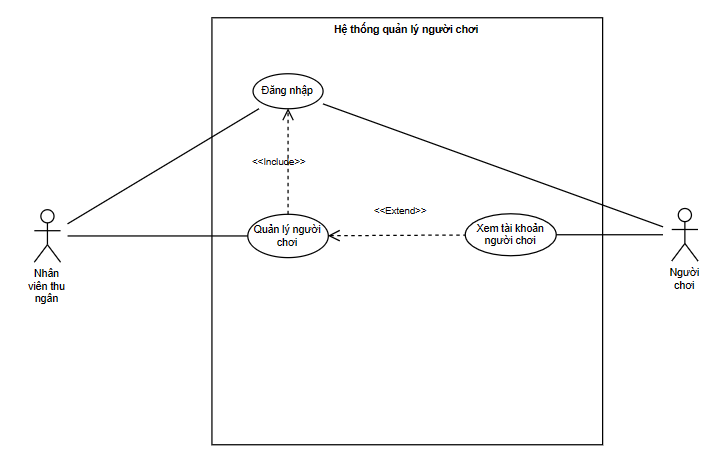 Hệ thống quản lý người chơi
Đăng nhập
<<Include>>
<<Extend>>
Quản lý người
chơi
Xem tài khoản
người chơi
Nhân
viên thu
ngân
Người
chơi